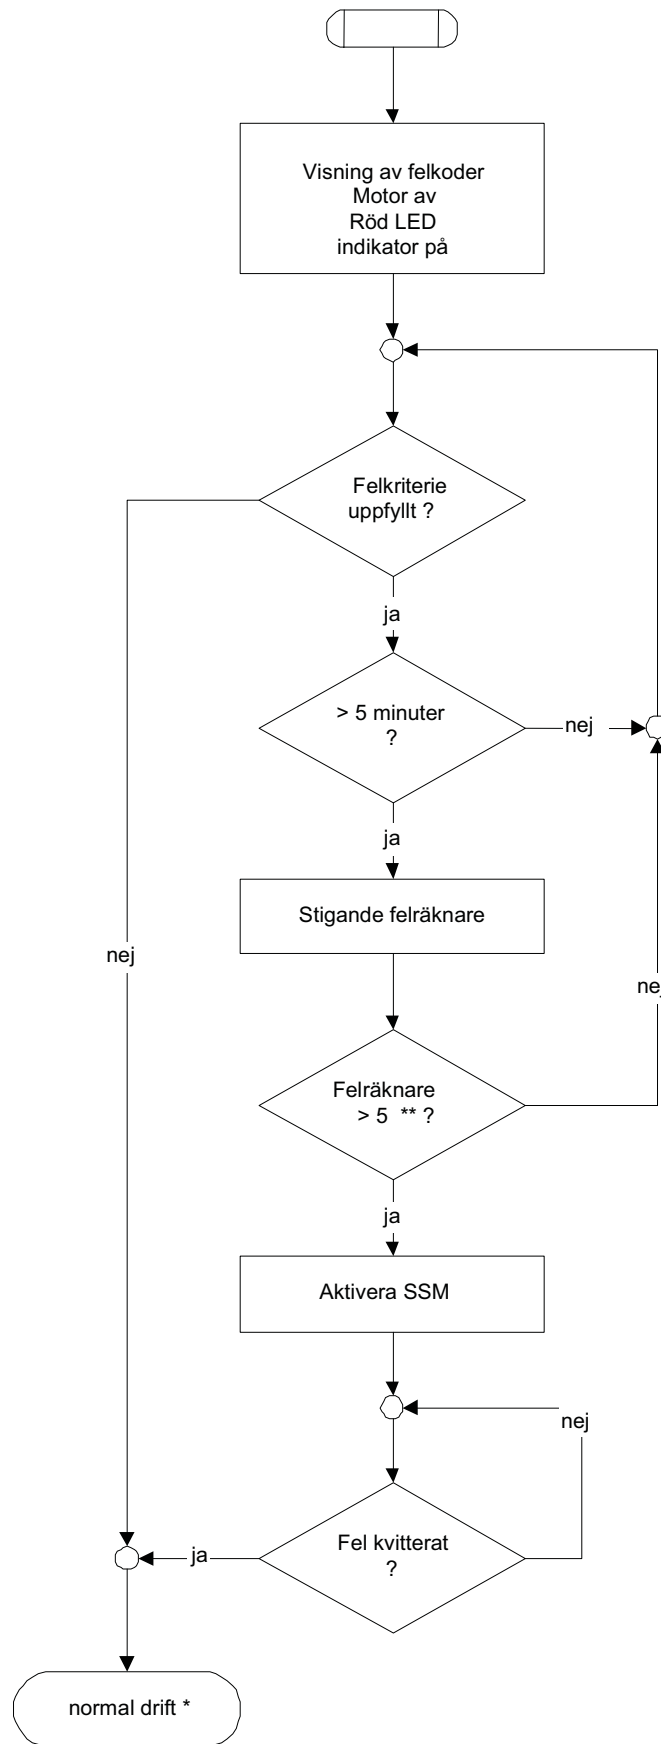 Visning av felkoder
Motor av
Röd LED
indikator på
Felkriterie
uppfyllt ?
ja
> 5 minuter
?
nej
ja
Stigande felräknare
nej
nej
Felräknare
> 5 ** ?
ja
Aktivera SSM
nej
Fel kvitterat
?
ja
normal drift *